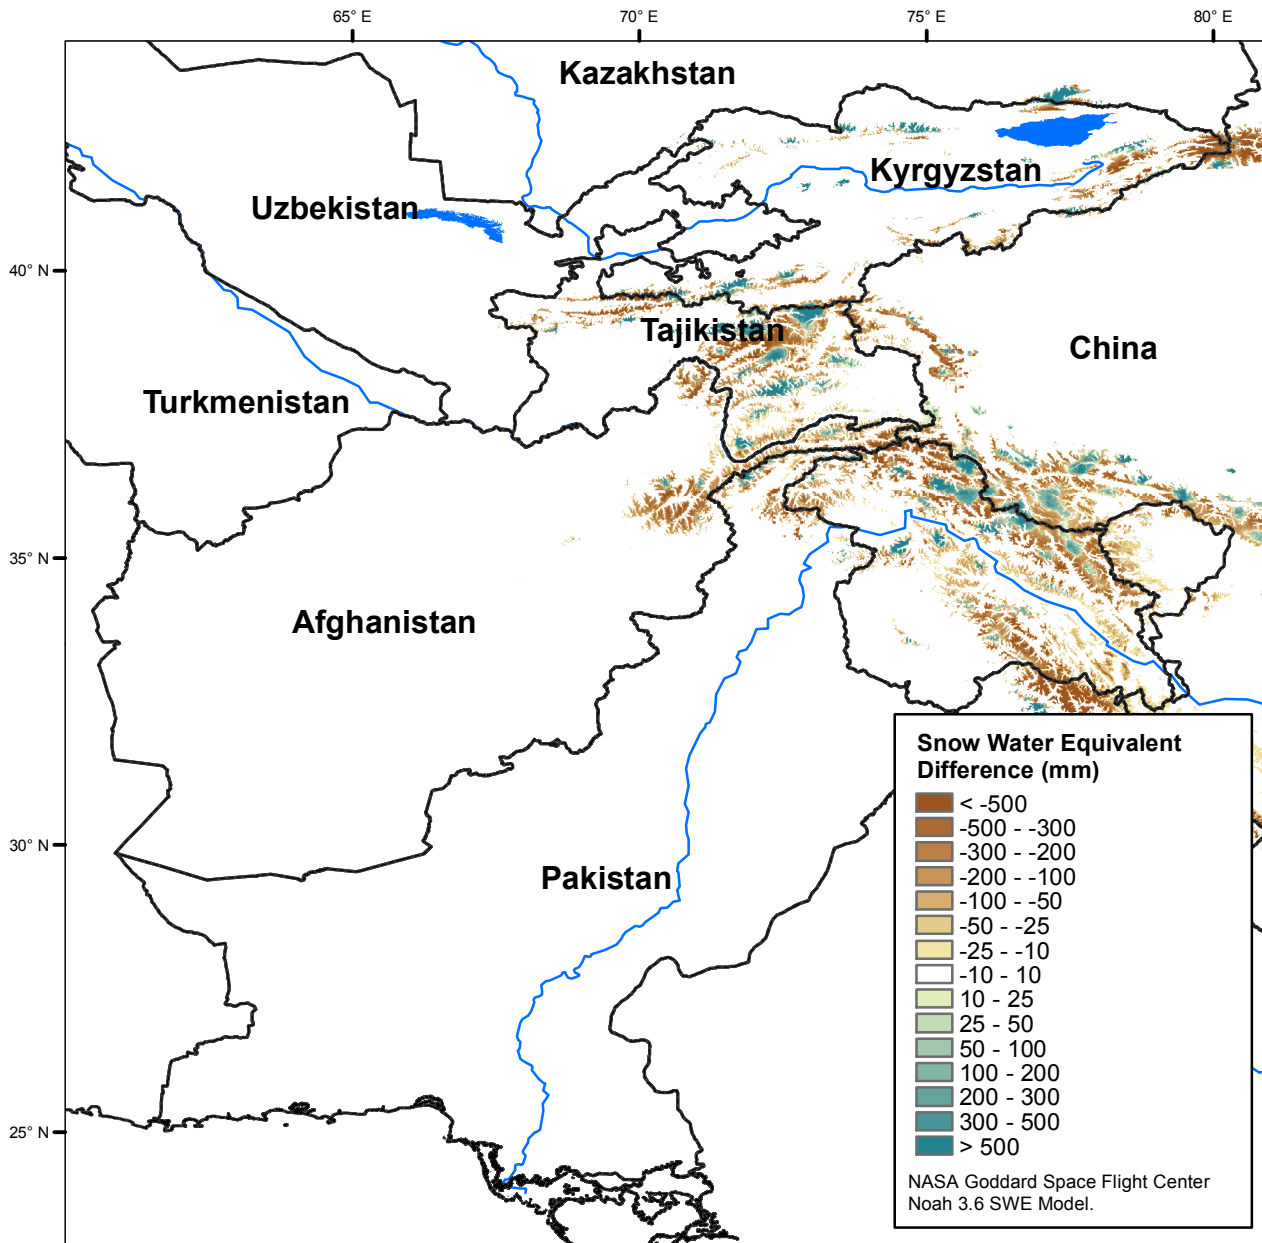 65° E
70° E
75° E
80° E
Kazakhstan
Kyrgyzstan
Uzbekistan
40° N
Tajikistan
China
Turkmenistan
35° N
Afghanistan
Snow Water Equivalent
Difference (mm)
< -500
-500 - -300
-300 - -200
-200 - -100
-100 - -50
-50 - -25
-25 - -10
-10 - 10
10 - 25
25 - 50
50 - 100
100 - 200
200 - 300
300 - 500
> 500
NASA Goddard Space Flight Center
Noah 3.6 SWE Model.
30° N
Pakistan
25° N